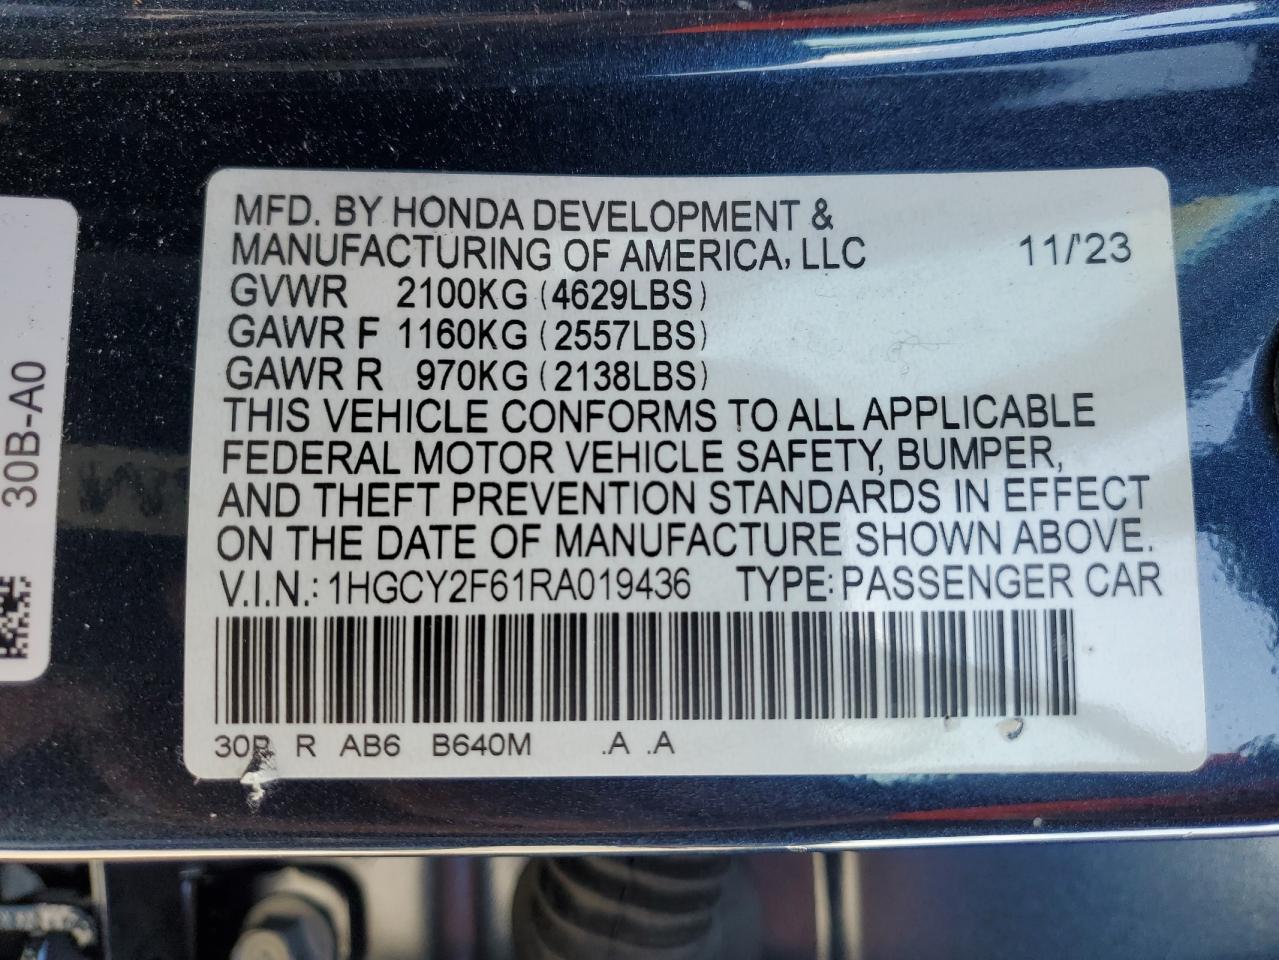 MFD. BY HONDA DEVELOPMENT &
MANUFACTURING OF AMERICA, LLC 11/'23
GVWR 2100KG (4629LBS)
GAWR F 1160KG (2557LBS)
GAWR R 970KG (2138LBS)
THIS VEHICLE CONFORMS TO ALL APPLICABLE
FEDERAL MOTOR VEHICLE SAFETY, BUMPER,
AND THEFT PREVENTION STANDARDS IN EFFECT
ON THE DATE OF MANUFACTURE SHOWN ABOVE.
V.I.N.: 1HGCY2F61RA019436 TYPE: PASSENGER CAR
R AB6 B640M .A .A
30B-A0